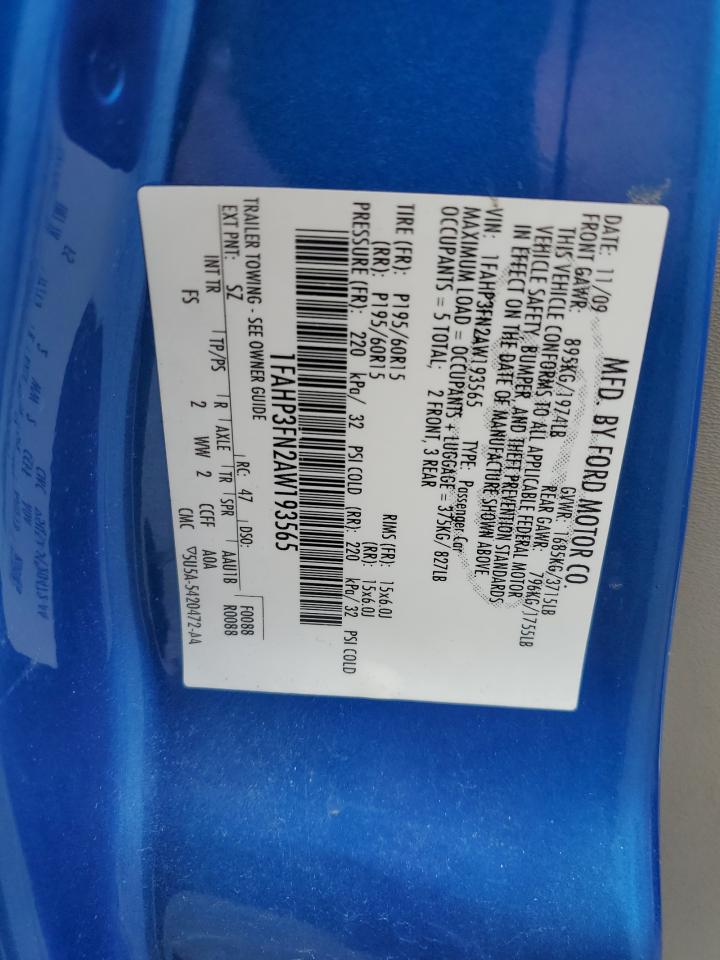 MFD. BY FORD MOTOR CO.
DATE: 11/09 GVWR: 1685KG/3715LB
FRONT GAWR: 895KG/1974LB REAR GAWR: 796KG/1755LB
THIS VEHICLE CONFORMS TO ALL APPLICABLE FEDERAL MOTOR
VEHICLE SAFETY, BUMPER, AND THEFT PREVENTION STANDARDS
IN EFFECT ON THE DATE OF MANUFACTURE SHOWN ABOVE
VIN: 1FAHP3FN2AW193565 TYPE: Passenger Car
MAXIMUM LOAD = OCCUPANTS + LUGGAGE = 375KG/ 827LB
OCCUPANTS = 5 TOTAL; 2 FRONT, 3 REAR
TIRE (FR): P195/60R15 RIMS (FR): 15x6.0J
(RR): P195/60R15 (RR): 15x6.0J
PRESSURE (FR): 220 kPa/ 32 PSI COLD (RR): 220 kPa/ 32 PSI COLD
1FAHP3FN2AW193565
TRAILER TOWING - SEE OWNER GUIDE
EXT PNT: SZ RC: 47 DSO: F0088
R0088
INT TR TP/PS R AXLE TR SPR AAU1B
FS 2 WW 2 CCFF AOA
CMC ▽5U5A-5420472-AA